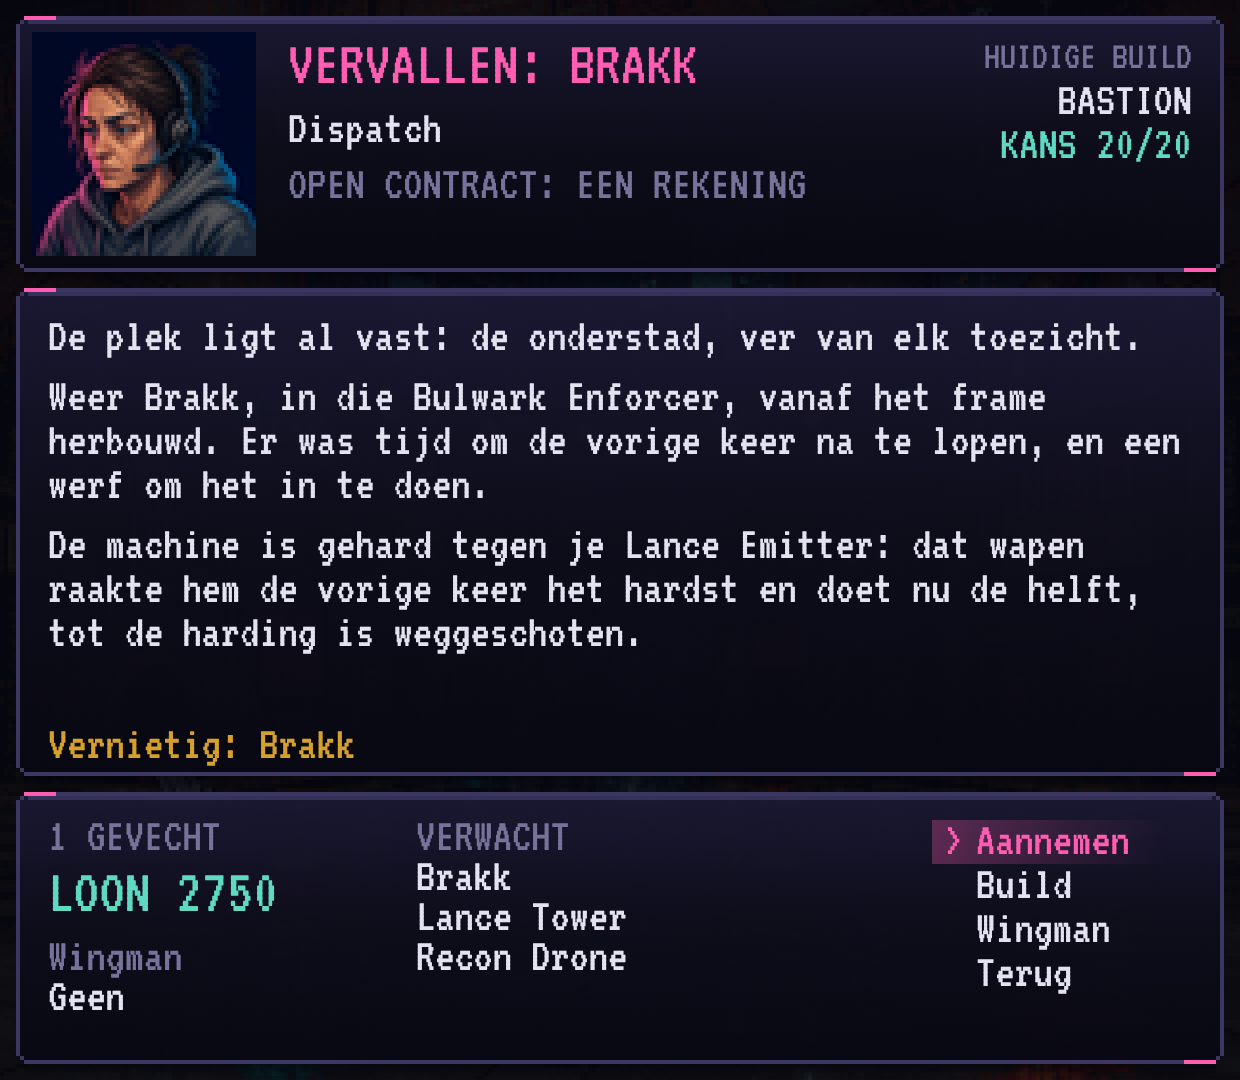 VERVALLEN: BRAKK
Dispatch
OPEN CONTRACT: EEN REKENING
HUIDIGE BUILD
BASTION
KANS 20/20
De plek ligt al vast: de onderstad, ver van elk toezicht.
Weer Brakk, in die Bulwark Enforcer, vanaf het frame
herbouwd. Er was tijd om de vorige keer na te lopen, en een
werf om het in te doen.
De machine is gehard tegen je Lance Emitter: dat wapen
raakte hem de vorige keer het hardst en doet nu de helft,
tot de harding is weggeschoten.
Vernietig: Brakk
1 GEVECHT
LOON 2750
Wingman
Geen
VERWACHT
Brakk
Lance Tower
Recon Drone
> Aannemen
Build
Wingman
Terug